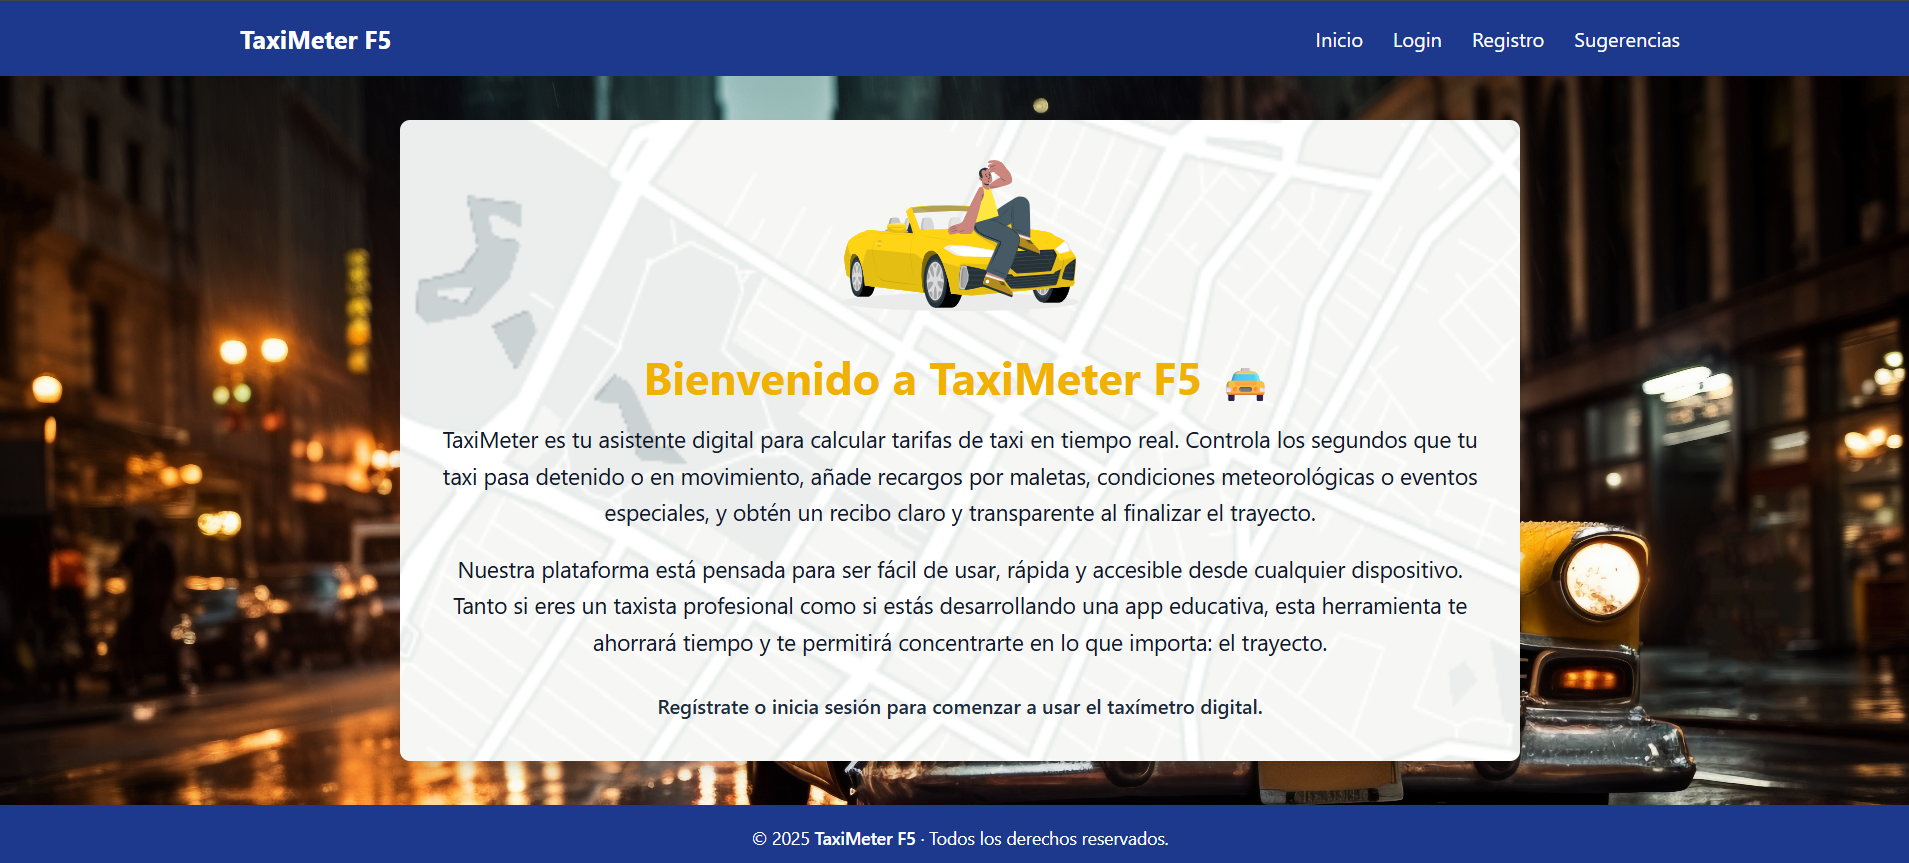 TaxiMeter F5
Inicio Login Registro Sugerencias
Bienvenido a TaxiMeter F5 🚖
TaxiMeter es tu asistente digital para calcular tarifas de taxi en tiempo real. Controla los segundos que tu
taxi pasa detenido o en movimiento, añade recargos por maletas, condiciones meteorológicas o eventos
especiales, y obtén un recibo claro y transparente al finalizar el trayecto.
Nuestra plataforma está pensada para ser fácil de usar, rápida y accesible desde cualquier dispositivo.
Tanto si eres un taxista profesional como si estás desarrollando una app educativa, esta herramienta te
ahorrará tiempo y te permitirá concentrarte en lo que importa: el trayecto.
Regístrate o inicia sesión para comenzar a usar el taxímetro digital.
© 2025 TaxiMeter F5 · Todos los derechos reservados.